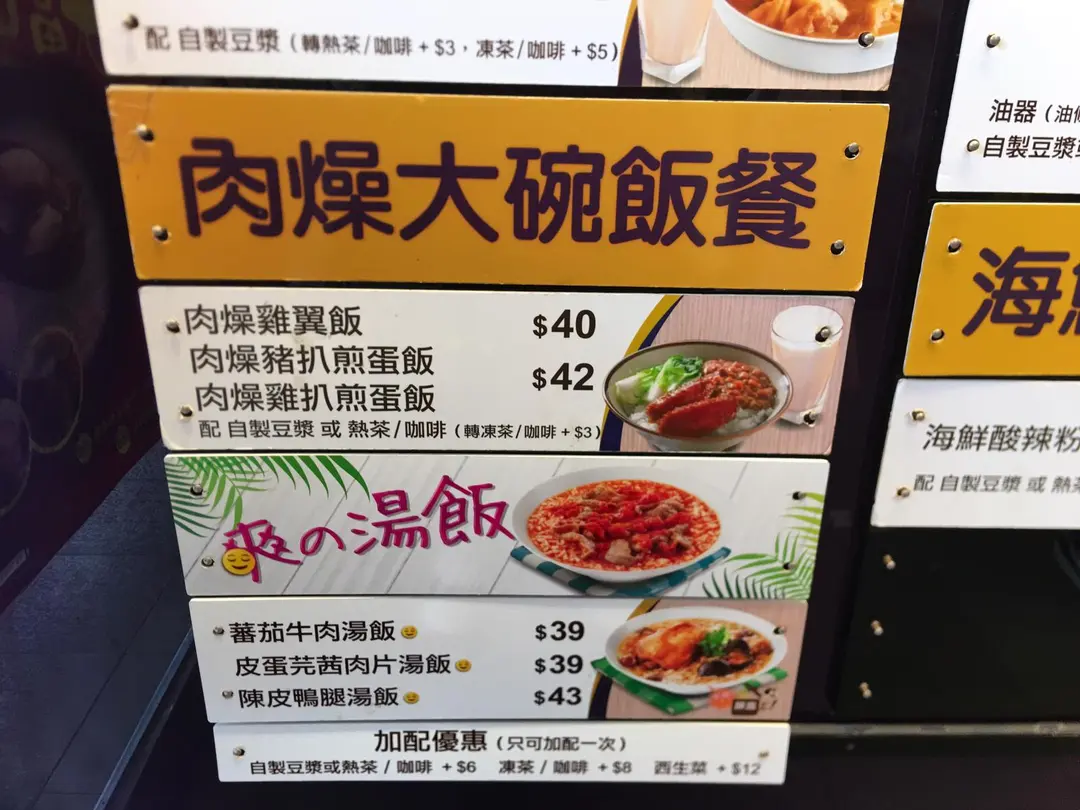 配 自製豆漿（轉熱茶/咖啡 + $3，凍茶/咖啡 + $5）
肉燥大碗飯餐
肉燥雞翼飯 $40
肉燥豬扒煎蛋飯 $42
肉燥雞扒煎蛋飯
配 自製豆漿 或 熱茶/咖啡（轉凍茶/咖啡 + $3）
爽の湯飯
蕃茄牛肉湯飯 $39
皮蛋芫茜肉片湯飯 $39
陳皮鴨腿湯飯 $43
加配優惠（只可加配一次）
自製豆漿或熱茶 / 咖啡 + $6 凍茶 / 咖啡 + $8 西生菜 + $12
油器（油
自製豆漿
海
海鮮酸辣粉
配 自製豆漿 或 熱